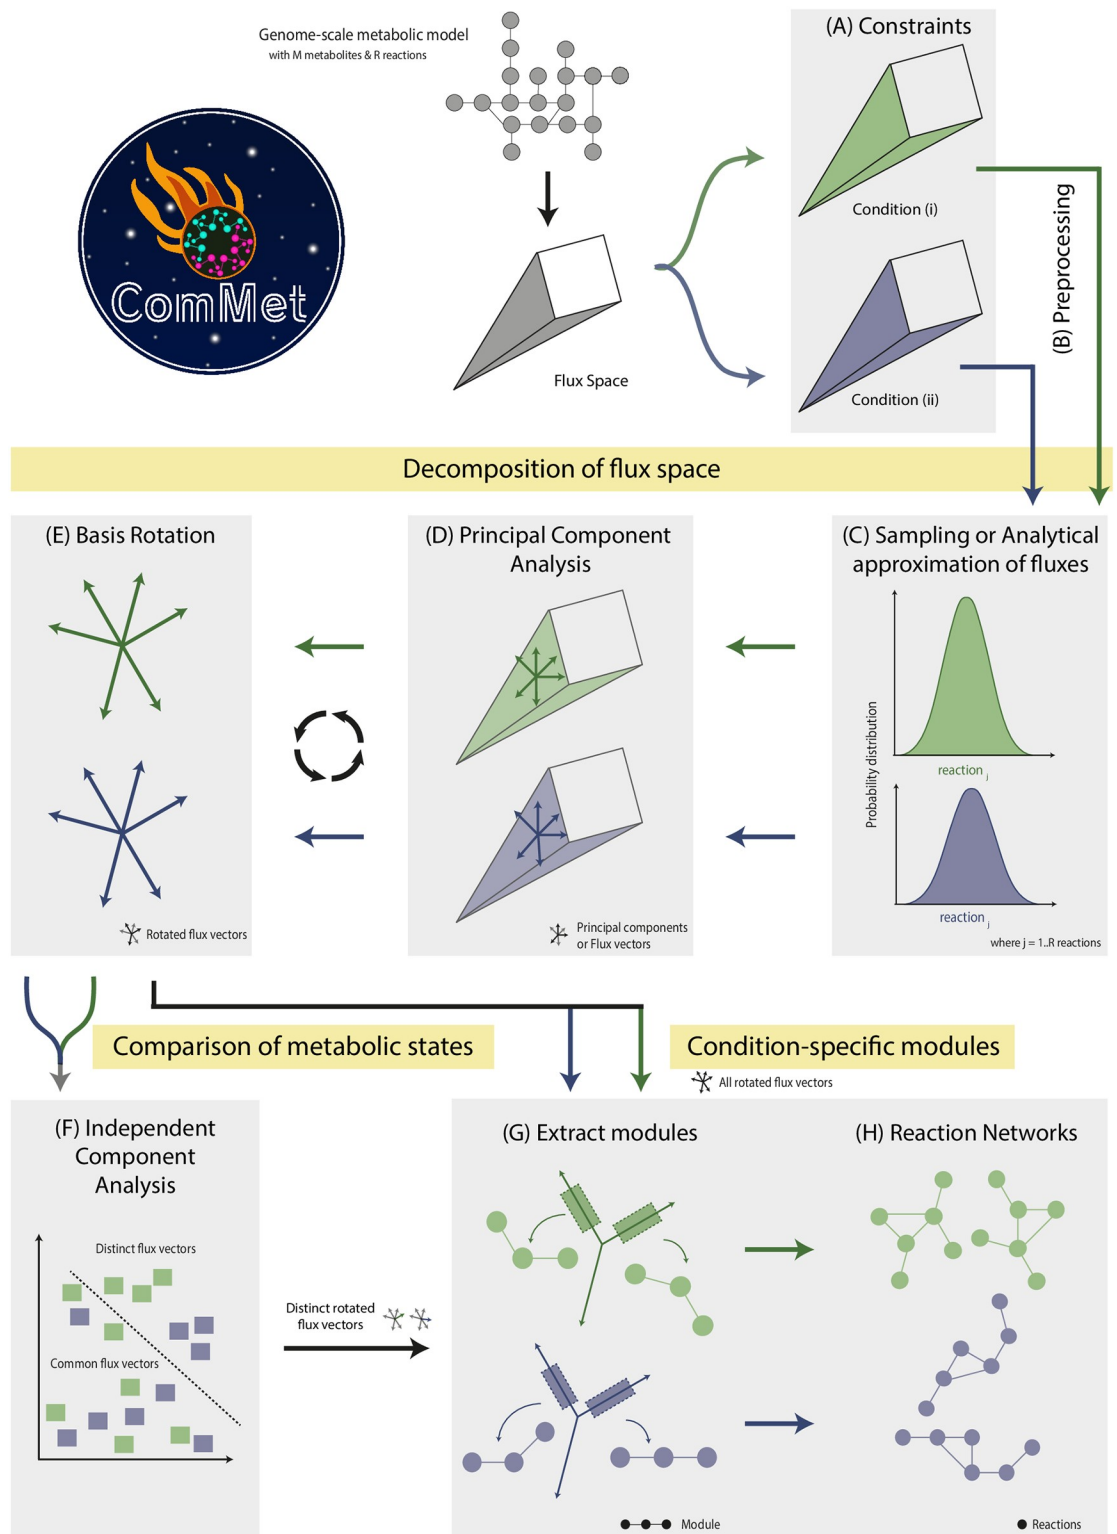 Genome-scale metabolic model
with M metabolites & R reactions
ComMet
Flux Space
(A) Constraints
Condition (i)
Condition (ii)
(B) Preprocessing
Decomposition of flux space
(E) Basis Rotation
Rotated flux vectors
(D) Principal Component
Analysis
Principal components
or Flux vectors
(C) Sampling or Analytical
approximation of fluxes
Probability distribution
reaction j
reaction j
where j = 1..R reactions
Comparison of metabolic states
Condition-specific modules
All rotated flux vectors
(F) Independent
Component
Analysis
Distinct flux vectors
Common flux vectors
Distinct rotated
flux vectors
(G) Extract modules
(H) Reaction Networks
Module
Reactions